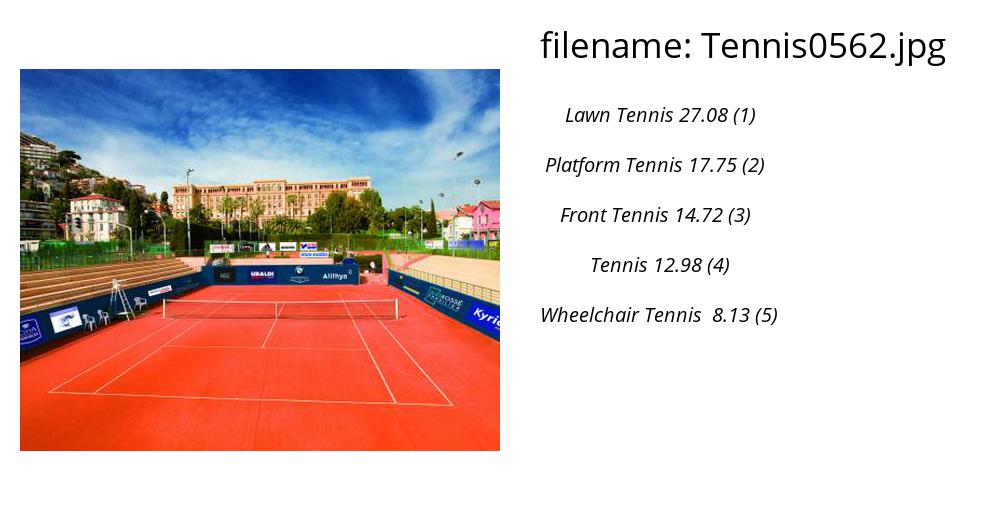 filename: Tennis0562.jpg
Lawn Tennis 27.08 (1)
Platform Tennis 17.75 (2)
Front Tennis 14.72 (3)
Tennis 12.98 (4)
Wheelchair Tennis 8.13 (5)
UBALDI
Alithya